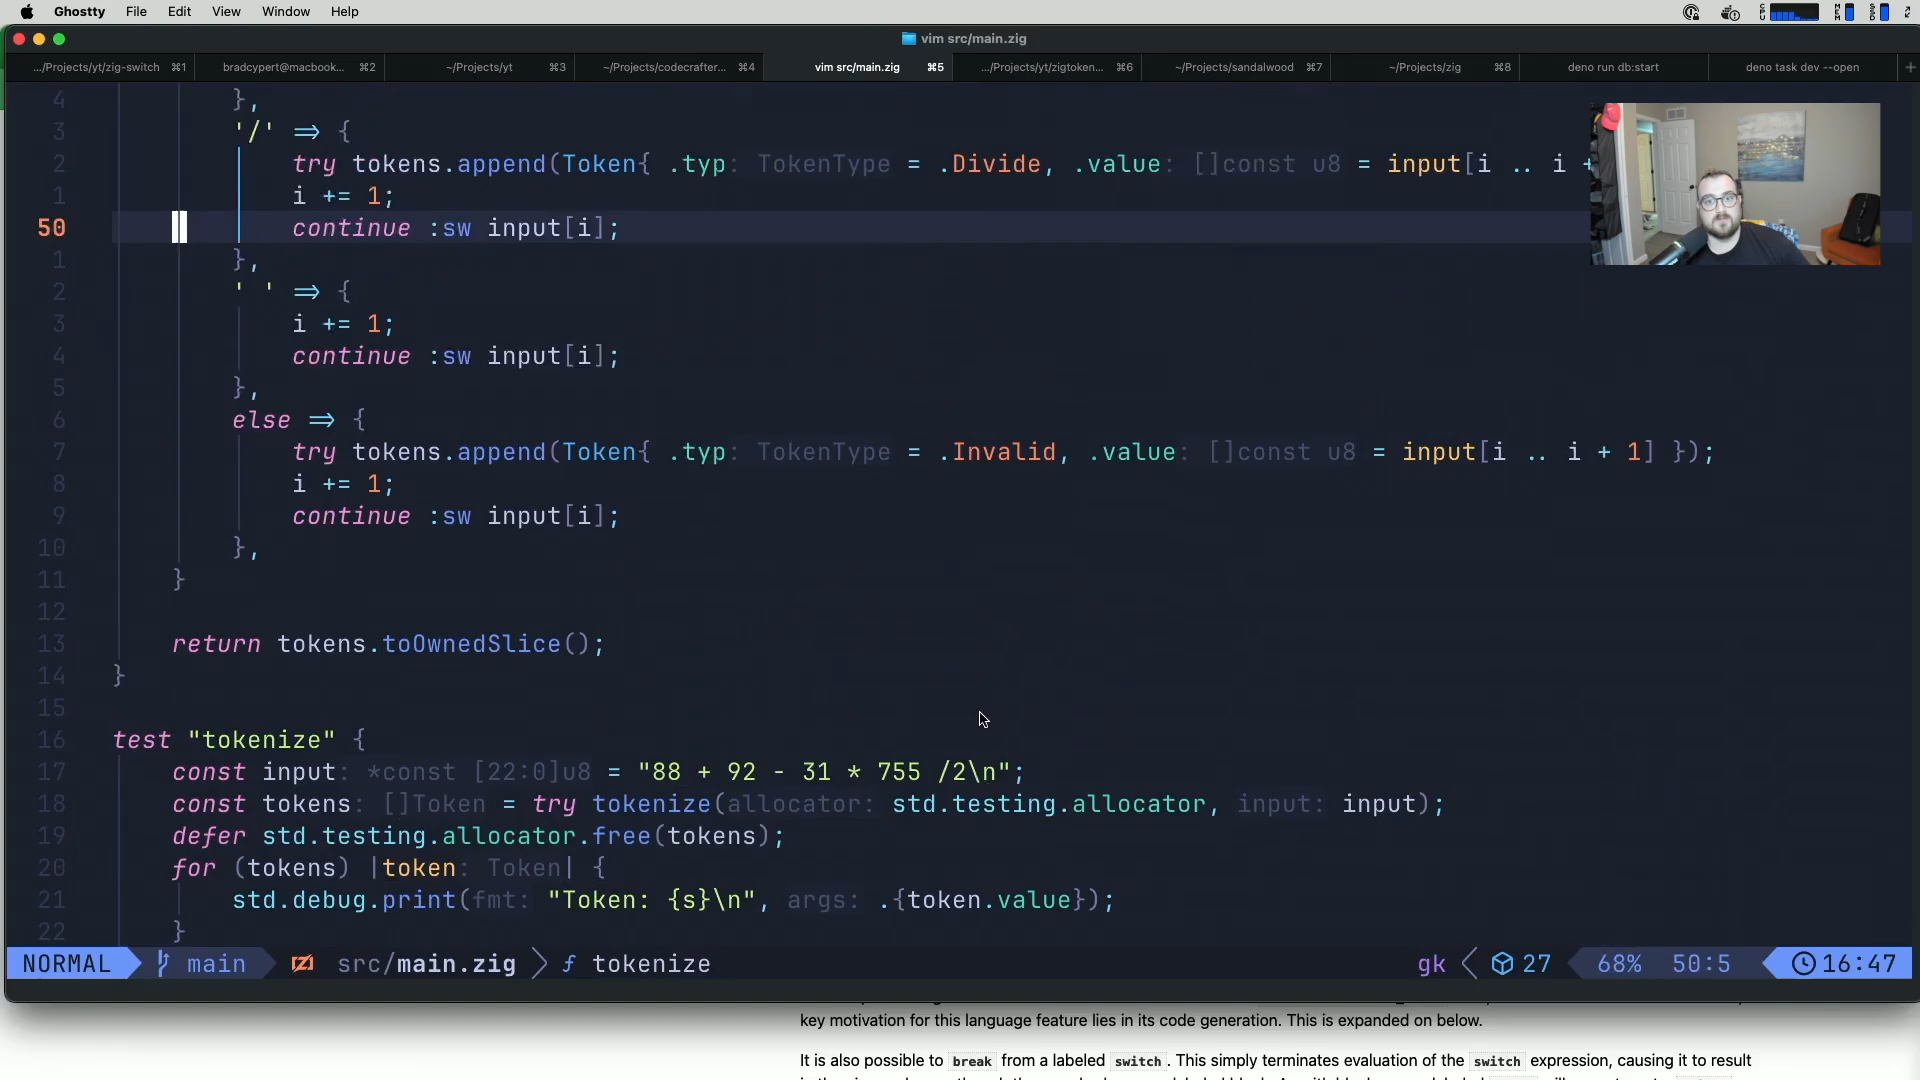 Ghostty File Edit View Window Help
vim src/main.zig
.../Projects/yt/zig-switch ⌘1 bradcypert@macbook... ⌘2 ~/Projects/yt ⌘3 ~/Projects/codecrafter... ⌘4 vim src/main.zig ⌘5 .../Projects/yt/zigtoken... ⌘6 ~/Projects/sandalwood ⌘7 ~/Projects/zig ⌘8 deno run db:start deno task dev --open
4 },
3 '/' => {
2 try tokens.append(Token{ .typ: TokenType = .Divide, .value: []const u8 = input[i .. i +
1 i += 1;
50 continue :sw input[i];
1 },
2 ' ' => {
3 i += 1;
4 continue :sw input[i];
5 },
6 else => {
7 try tokens.append(Token{ .typ: TokenType = .Invalid, .value: []const u8 = input[i .. i + 1] });
8 i += 1;
9 continue :sw input[i];
10 },
11 }
12
13 return tokens.toOwnedSlice();
14 }
15
16 test "tokenize" {
17 const input: *const [22:0]u8 = "88 + 92 - 31 * 755 /2\n";
18 const tokens: []Token = try tokenize(allocator: std.testing.allocator, input: input);
19 defer std.testing.allocator.free(tokens);
20 for (tokens) |token: Token| {
21 std.debug.print(fmt: "Token: {s}\n", args: .{token.value});
22 }
NORMAL main src/main.zig ƒ tokenize gk 27 68% 50:5 16:47
key motivation for this language feature lies in its code generation. This is expanded on below.
It is also possible to break from a labeled switch. This simply terminates evaluation of the switch expression, causing it to result